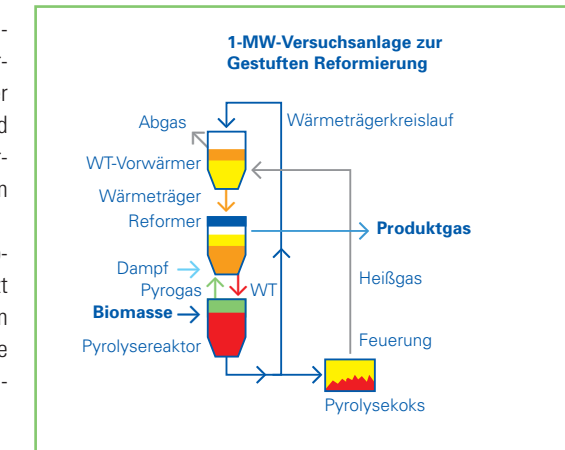 1-MW-Versuchsanlage zur
Gestuften Reformierung
Abgas
Wärmeträgerkreislauf
WT-Vorwärmer
Wärmeträger
Reformer
Produktgas
Dampf
Heißgas
Pyrogas
WT
Biomasse
Pyrolysereaktor
Feuerung
Pyrolysekoks